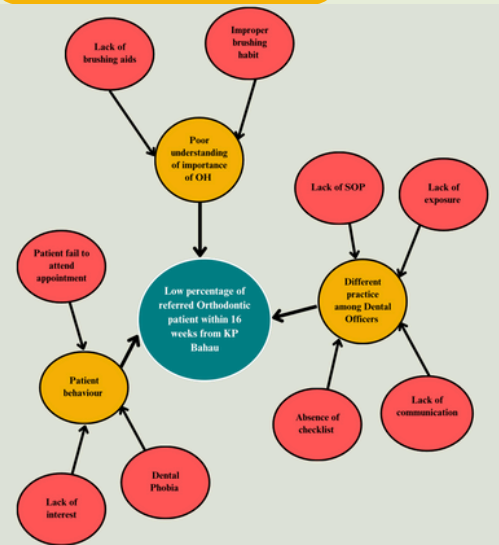 Lack of
brushing aids
Improper
brushing
habit
Poor
understanding
of importance
of OH
Lack of SOP
Lack of
exposure
Patient fail to
attend
appointment
Low percentage of
referred Orthodontic
patient within 16
weeks from KP
Bahau
Different
practice
among Dental
Officers
Patient
behaviour
Absence of
checklist
Lack of
communication
Lack of
interest
Dental
Phobia